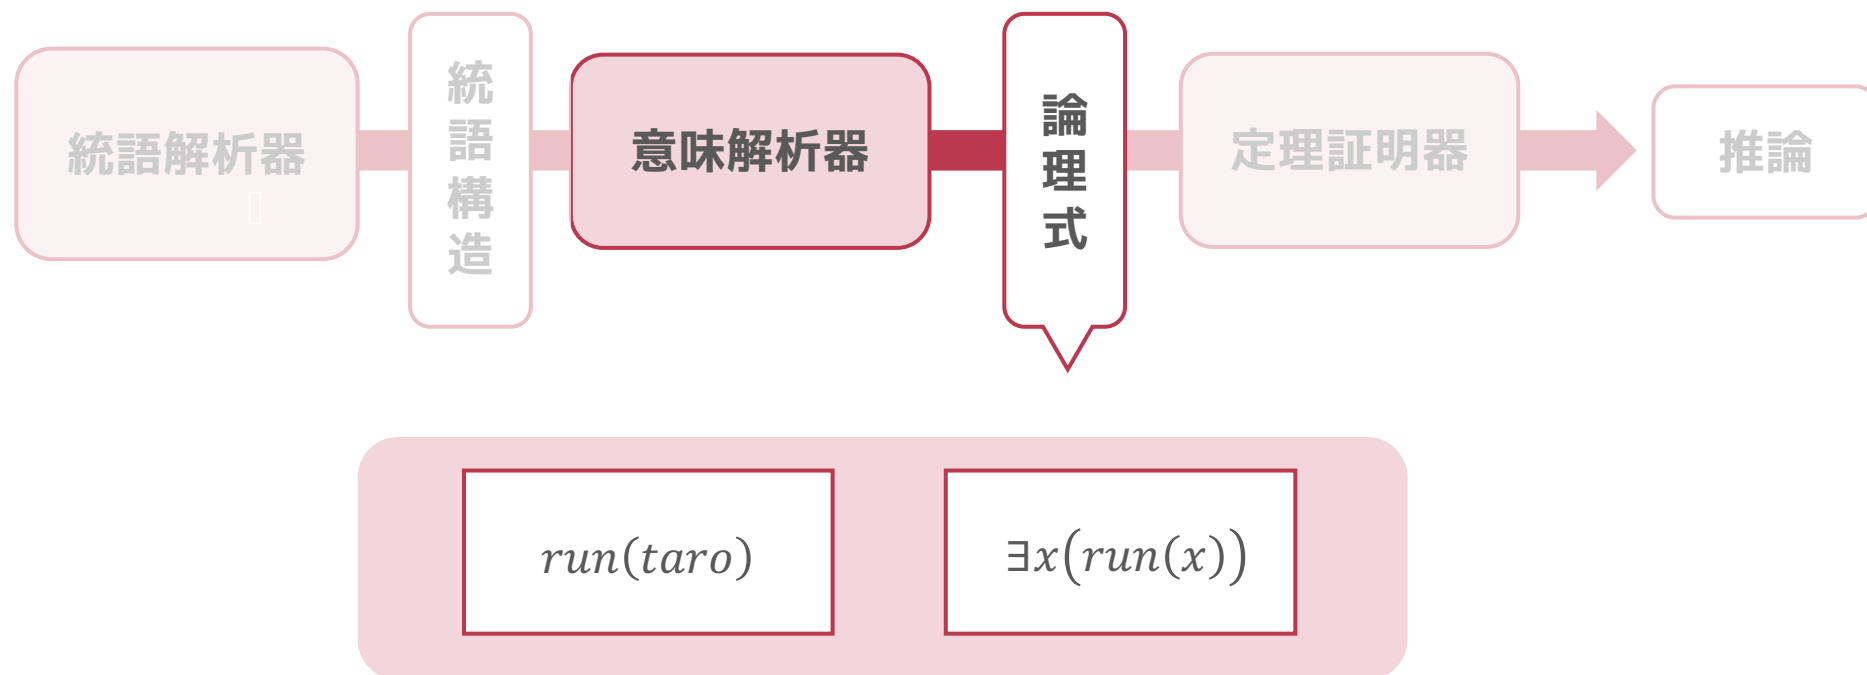 統語解析器
統語構造
意味解析器
論理式
定理証明器
推論
run(taro)
∃x(run(x))